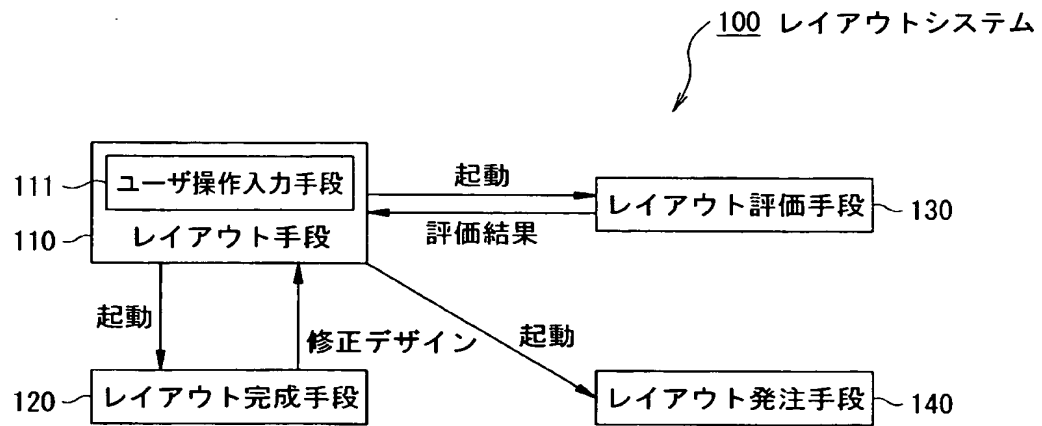 100 レイアウトシステム
111 ユーザ操作入力手段
110 レイアウト手段
起動
評価結果
レイアウト評価手段 130
起動
修正デザイン
起動
120 レイアウト完成手段
レイアウト発注手段 140